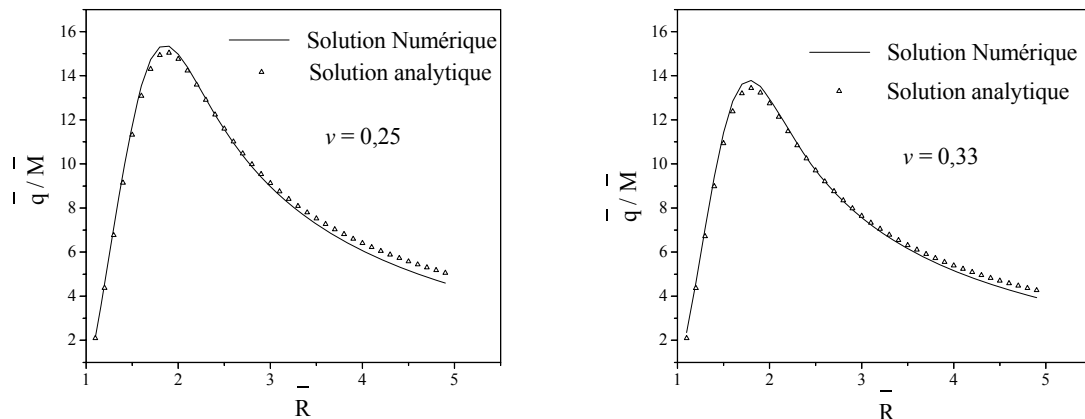 16
14
12
10
8
6
4
2
q̅ / M̅
Solution Numérique
Solution analytique
ν = 0,25
1 2 3 4 5
R̅
16
14
12
10
8
6
4
2
q̅ / M̅
Solution Numérique
Solution analytique
ν = 0,33
1 2 3 4 5
R̅